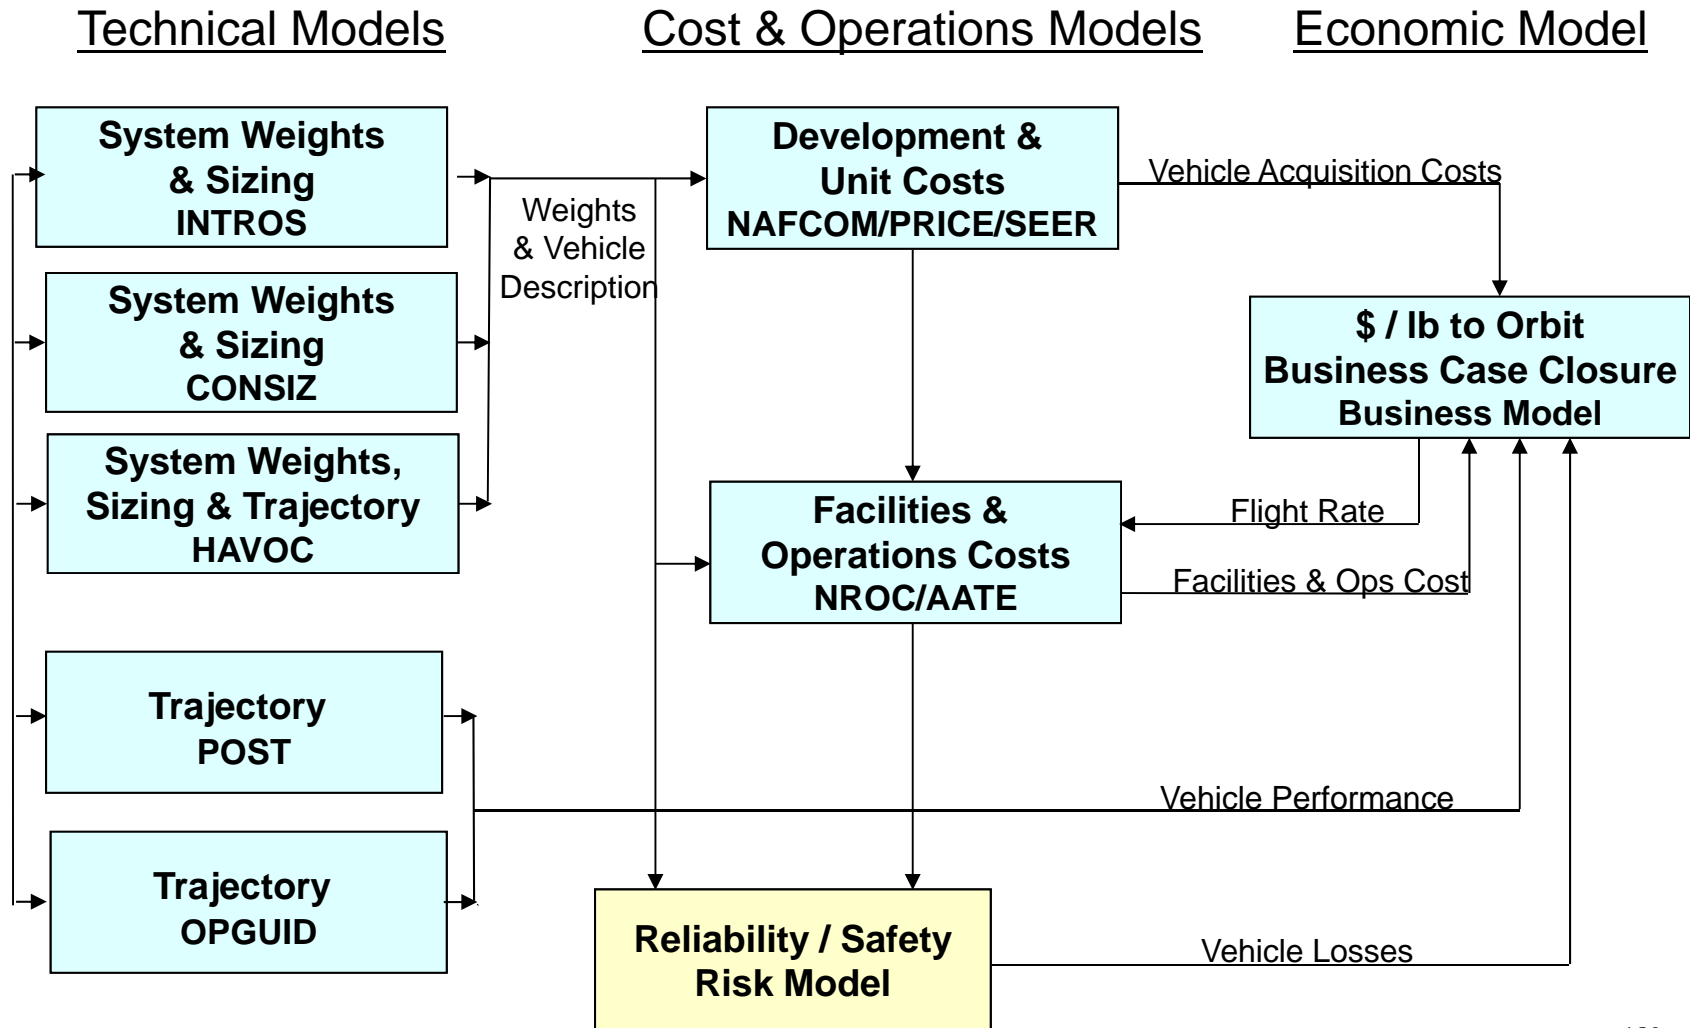 Technical Models
Cost & Operations Models
Economic Model
System Weights
& Sizing
INTROS
System Weights
& Sizing
CONSIZ
System Weights,
Sizing & Trajectory
HAVOC
Trajectory
POST
Trajectory
OPGUID
Weights
& Vehicle
Description
Development &
Unit Costs
NAFCOM/PRICE/SEER
Facilities &
Operations Costs
NROC/AATE
Reliability / Safety
Risk Model
Vehicle Acquisition Costs
$ / lb to Orbit
Business Case Closure
Business Model
Flight Rate
Facilities & Ops Cost
Vehicle Performance
Vehicle Losses